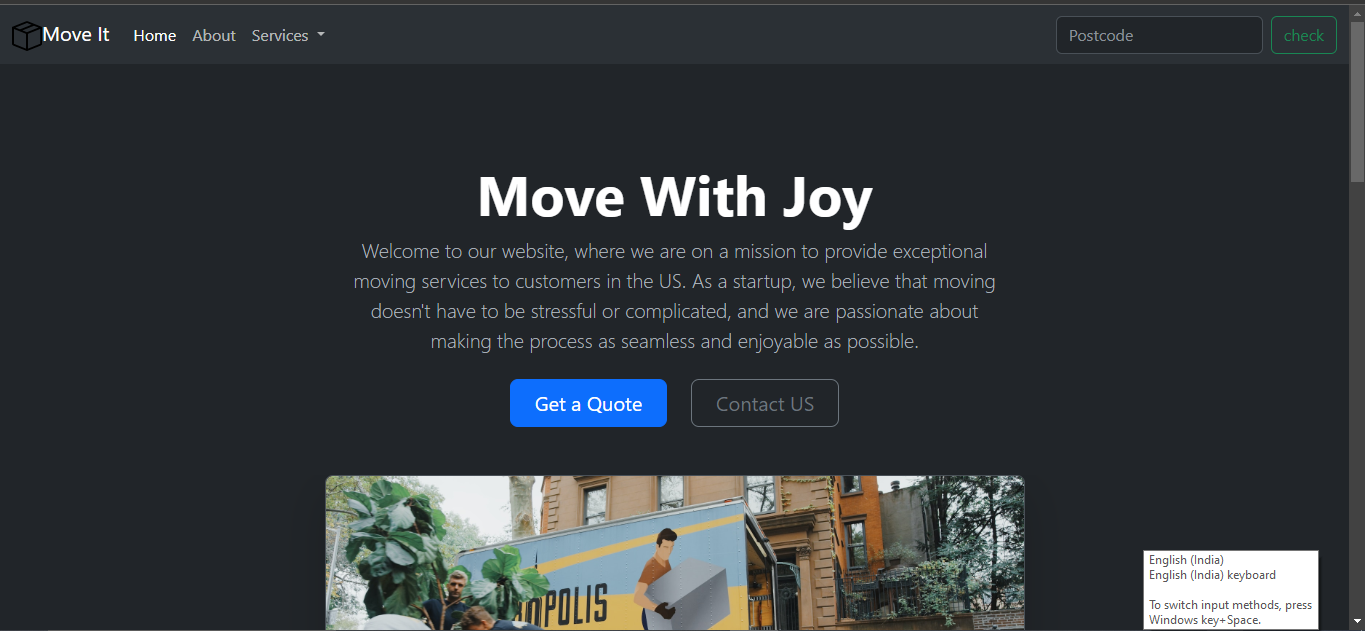 Move It
Home
About
Services
Postcode
check
Move With Joy
Welcome to our website, where we are on a mission to provide exceptional
moving services to customers in the US. As a startup, we believe that moving
doesn't have to be stressful or complicated, and we are passionate about
making the process as seamless and enjoyable as possible.
Get a Quote
Contact US
English (India)
English (India) keyboard
To switch input methods, press
Windows key+Space.